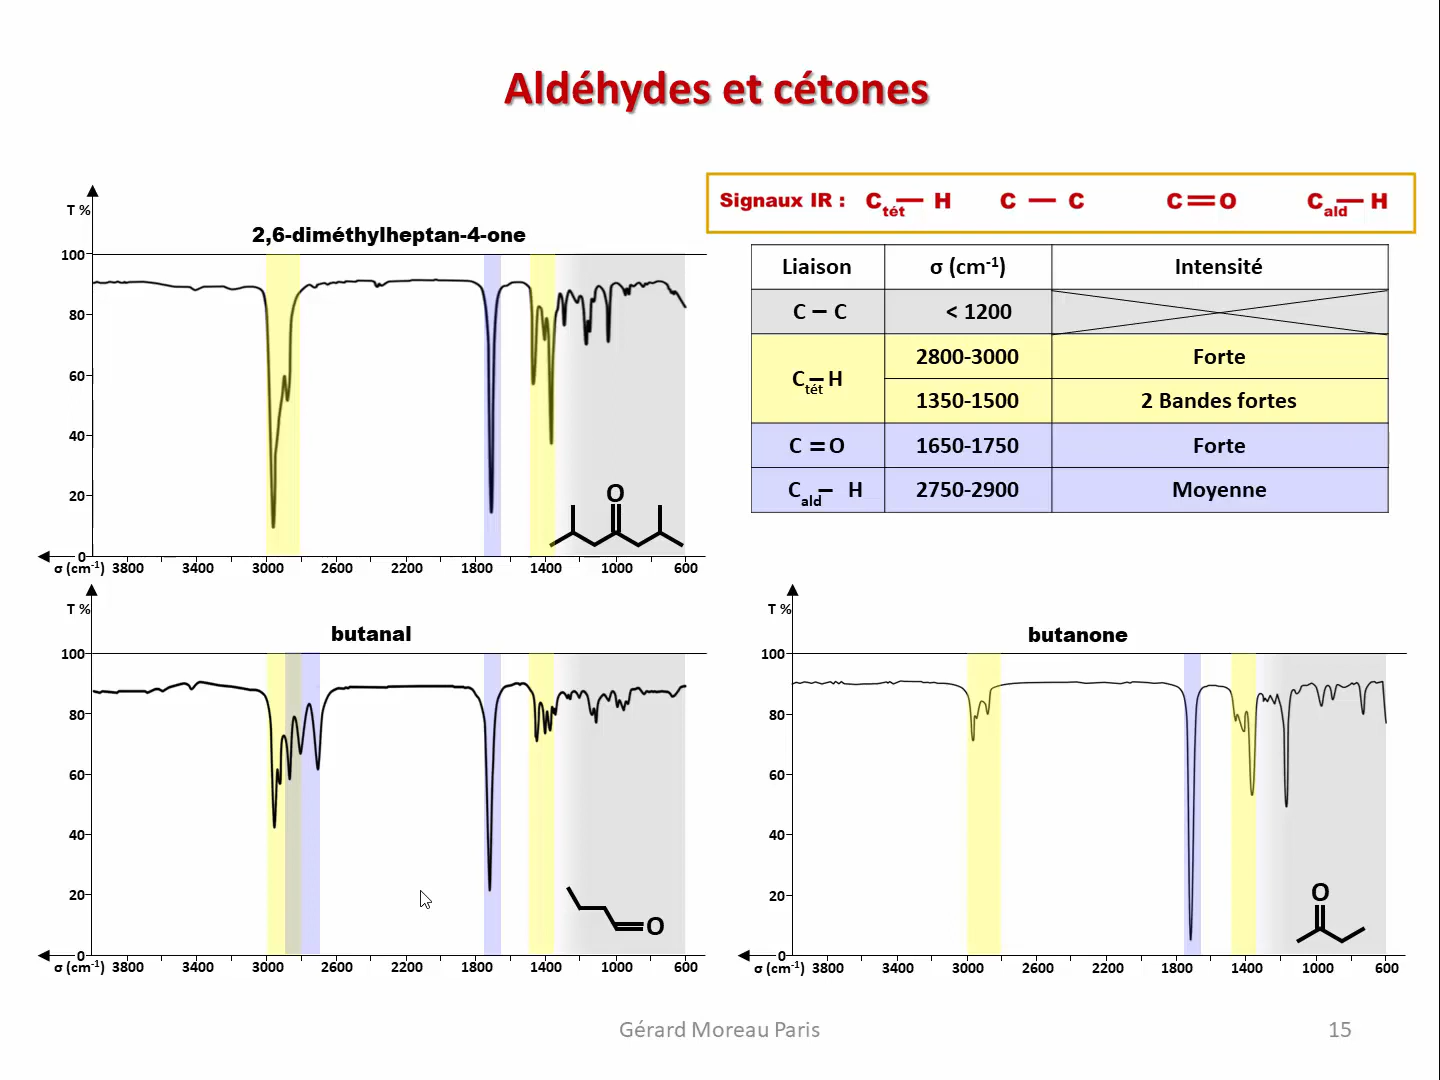 Aldéhydes et cétones
Signaux IR : Ctét — H C — C C=O Cald — H
Liaison σ (cm-1) Intensité
C – C < 1200
Ctét – H 2800-3000 Forte
1350-1500 2 Bandes fortes
C = O 1650-1750 Forte
Cald – H 2750-2900 Moyenne
T %
2,6-diméthylheptan-4-one
100
80
60
40
20
0
O
σ (cm-1) 3800 3400 3000 2600 2200 1800 1400 1000 600
T %
butanal
100
80
60
40
20
0
O
σ (cm-1) 3800 3400 3000 2600 2200 1800 1400 1000 600
T %
butanone
100
80
60
40
20
0
O
σ (cm-1) 3800 3400 3000 2600 2200 1800 1400 1000 600
Gérard Moreau Paris
15